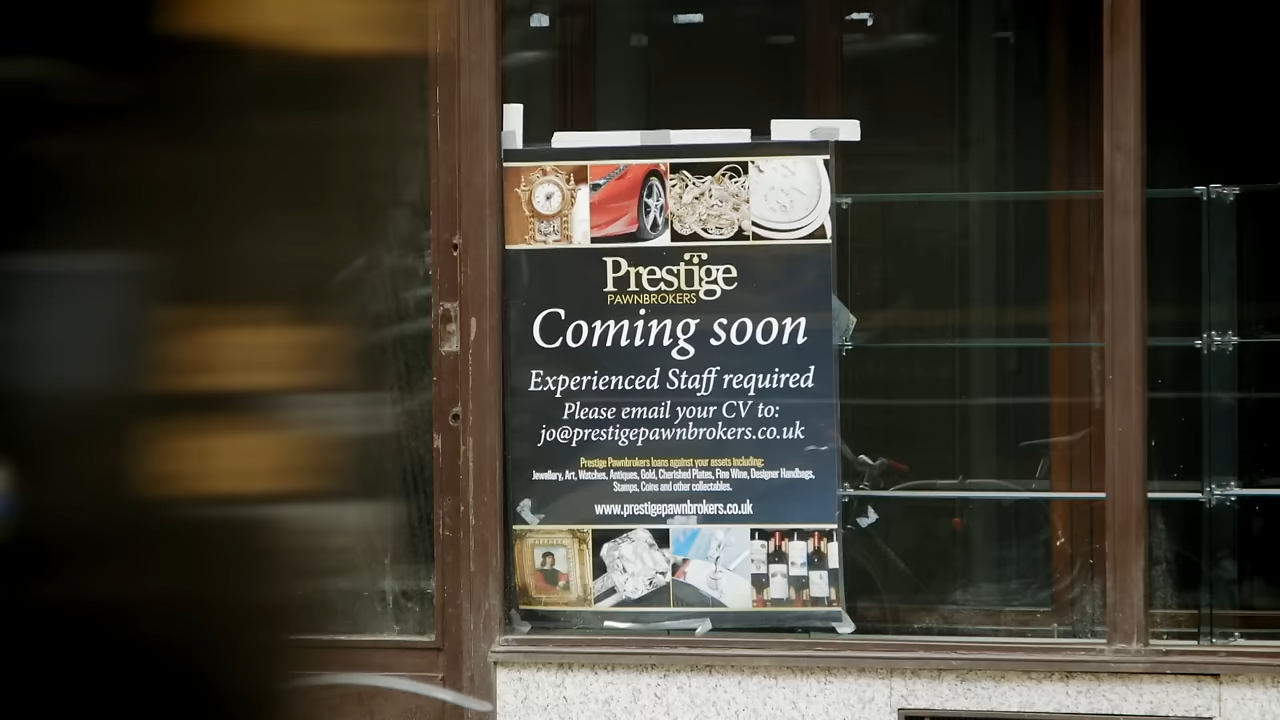 Prestige
PAWNBROKERS
Coming soon
Experienced Staff required
Please email your CV to:
jo@prestigepawnbrokers.co.uk
Prestige Pawnbrokers loans against your assets including:
Jewellery, Art, Watches, Antiques, Gold, Cherished Plates, Fine Wine, Designer Handbags,
Stamps, Coins and other collectables.
www.prestigepawnbrokers.co.uk